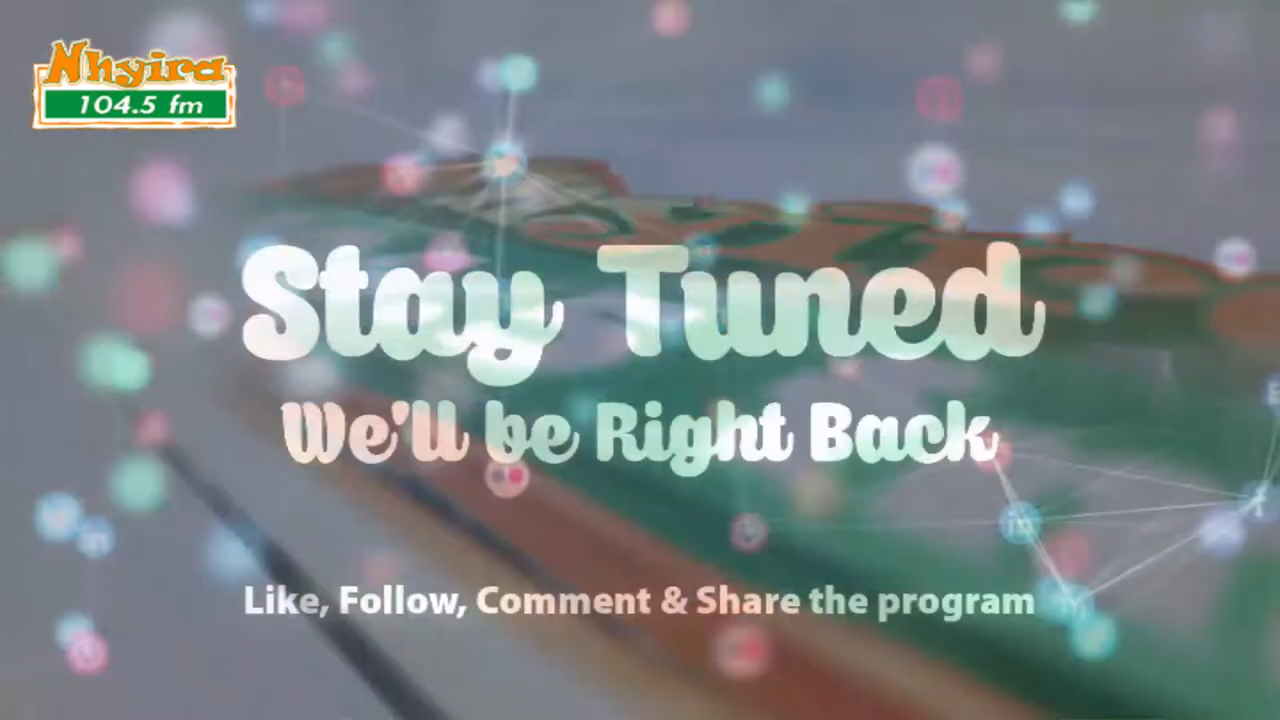 Nhyira
104.5 fm
Stay Tuned
We'll be Right Back
Like, Follow, Comment & Share the program